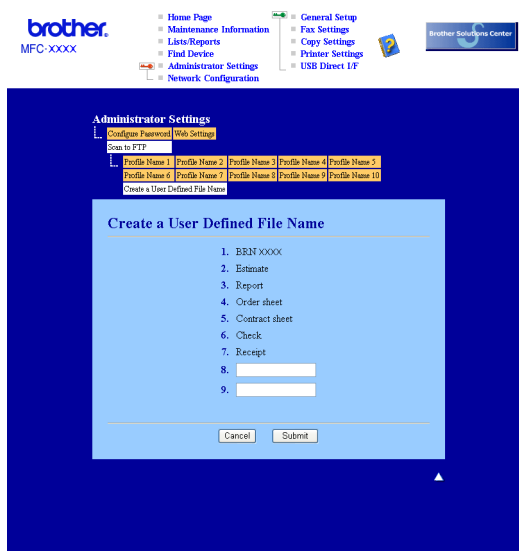 brother.
MFC-XXXX
Home Page
Maintenance Information
Lists/Reports
Find Device
Administrator Settings
Network Configuration
General Setup
Fax Settings
Copy Settings
Printer Settings
USB Direct I/F
Brother Solutions Center
Administrator Settings
Configure Password Web Settings
Scan to FTP
Profile Name 1 Profile Name 2 Profile Name 3 Profile Name 4 Profile Name 5
Profile Name 6 Profile Name 7 Profile Name 8 Profile Name 9 Profile Name 10
Create a User Defined File Name
Create a User Defined File Name
1. BRN XXXX
2. Estimate
3. Report
4. Order sheet
5. Contract sheet
6. Check
7. Receipt
8.
9.
Cancel Submit